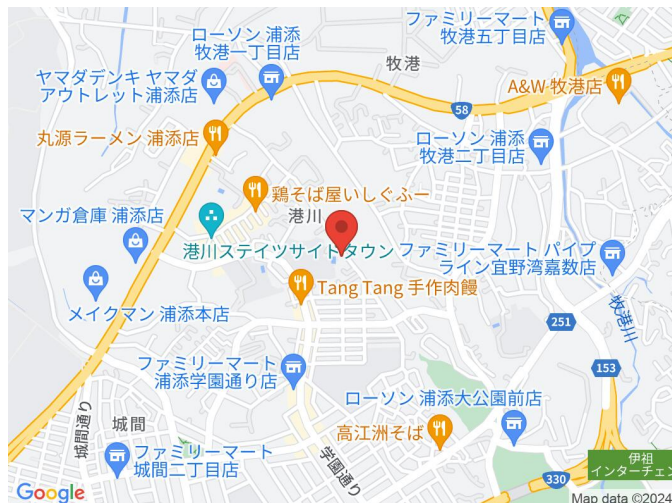 ファミリーマート
牧港五丁目店
ローソン 浦添
牧港一丁目店
牧港
ヤマダデンキ ヤマダ
アウトレット浦添店
A&W 牧港店
58
丸源ラーメン 浦添店
ローソン 浦添
牧港二丁目店
鶏そば屋いしぐふー
港川
マンガ倉庫 浦添店
港川ステイツサイドタウン
ファミリーマート パイプ
ライン宜野湾嘉数店
Tang Tang 手作肉饅
メイクマン 浦添本店
251
牧港川
153
ファミリーマート
浦添学園通り店
ローソン 浦添大公園前店
城間通り
城間
高江洲そば
ファミリーマート
城間二丁目店
学園通り
330
伊祖
インターチェン
Google
Map data ©2024